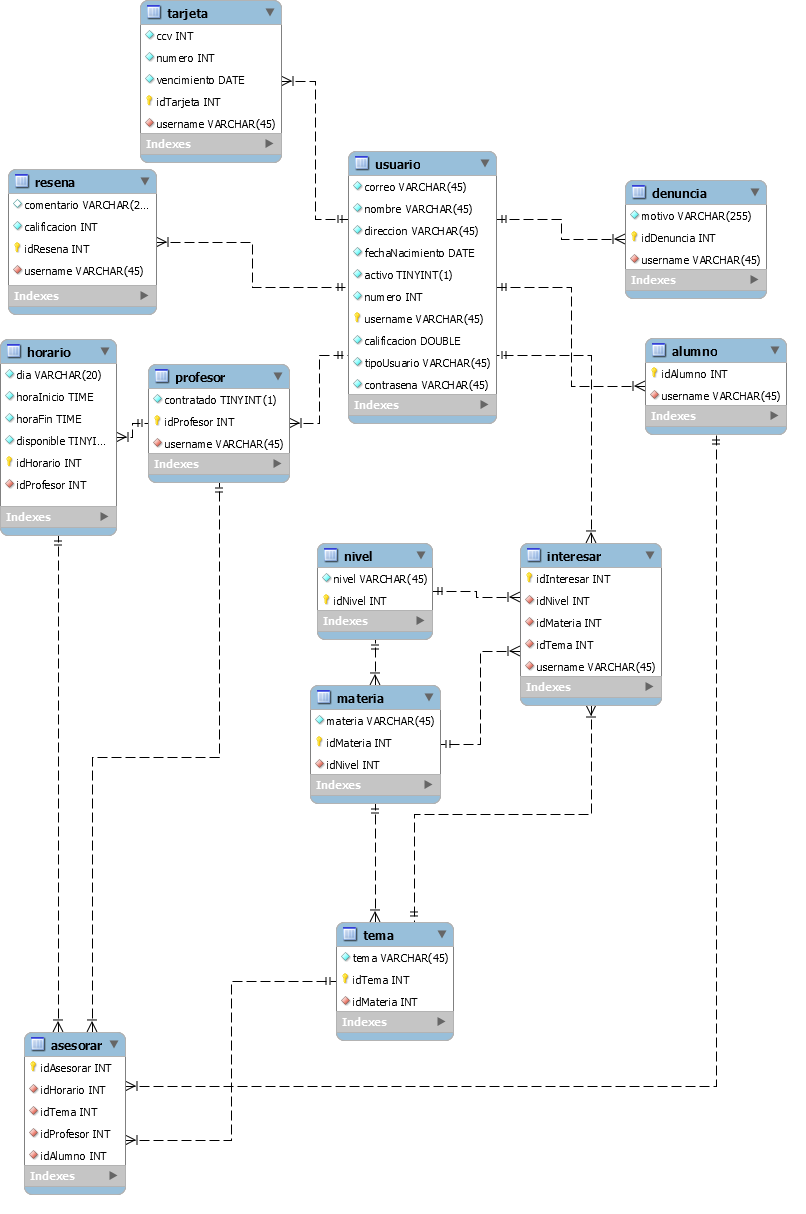 tarjeta
ccv INT
numero INT
vencimiento DATE
idTarjeta INT
username VARCHAR(45)
Indexes
resena
comentario VARCHAR(2...
calificacion INT
idResena INT
username VARCHAR(45)
Indexes
usuario
correo VARCHAR(45)
nombre VARCHAR(45)
direccion VARCHAR(45)
fechaNacimiento DATE
activo TINYINT(1)
numero INT
username VARCHAR(45)
calificacion DOUBLE
tipoUsuario VARCHAR(45)
contrasena VARCHAR(45)
Indexes
denuncia
motivo VARCHAR(255)
idDenuncia INT
username VARCHAR(45)
Indexes
horario
dia VARCHAR(20)
horaInicio TIME
horaFin TIME
disponible TINYI...
idHorario INT
idProfesor INT
Indexes
profesor
contratado TINYINT(1)
idProfesor INT
username VARCHAR(45)
Indexes
alumno
idAlumno INT
username VARCHAR(45)
Indexes
nivel
nivel VARCHAR(45)
idNivel INT
Indexes
interesar
idInteresar INT
idNivel INT
idMateria INT
idTema INT
username VARCHAR(45)
Indexes
materia
materia VARCHAR(45)
idMateria INT
idNivel INT
Indexes
tema
tema VARCHAR(45)
idTema INT
idMateria INT
Indexes
asesorar
idAsesorar INT
idHorario INT
idTema INT
idProfesor INT
idAlumno INT
Indexes